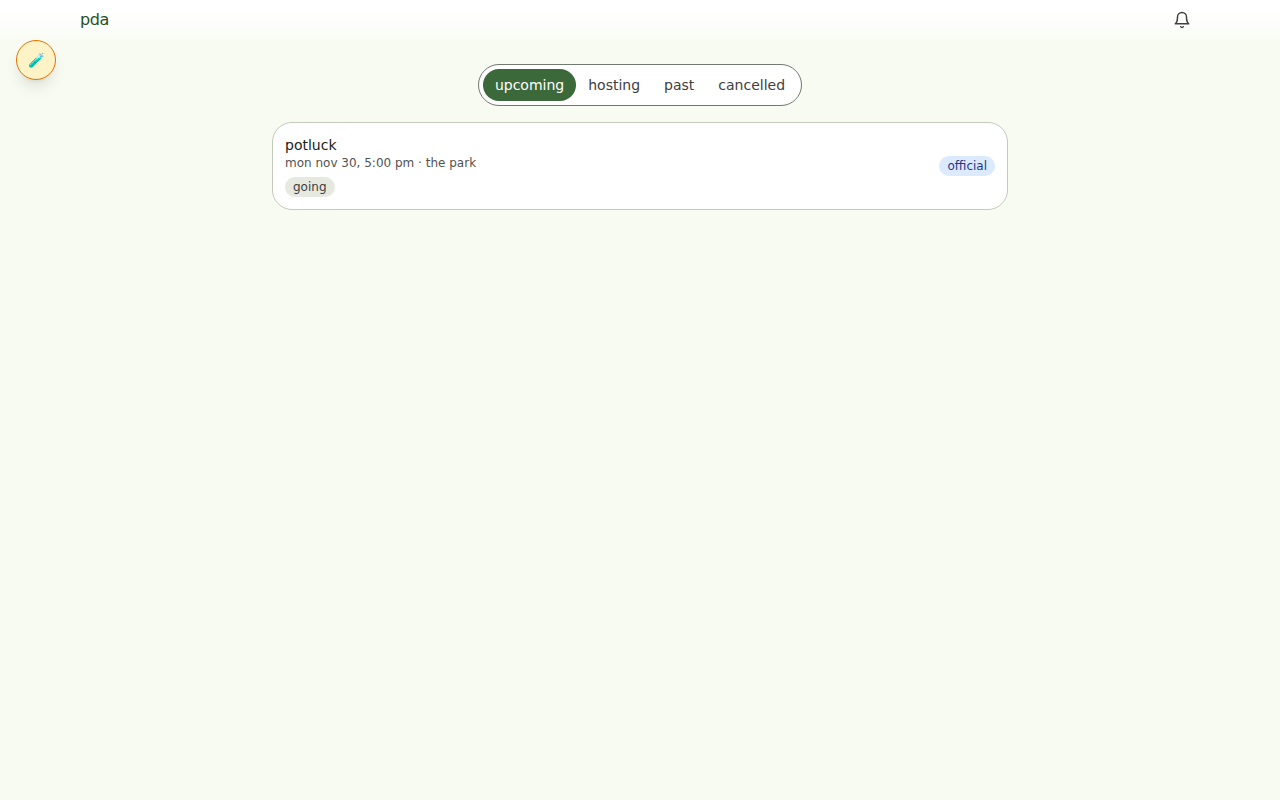 pda
upcoming hosting past cancelled
potluck
mon nov 30, 5:00 pm · the park
official
going